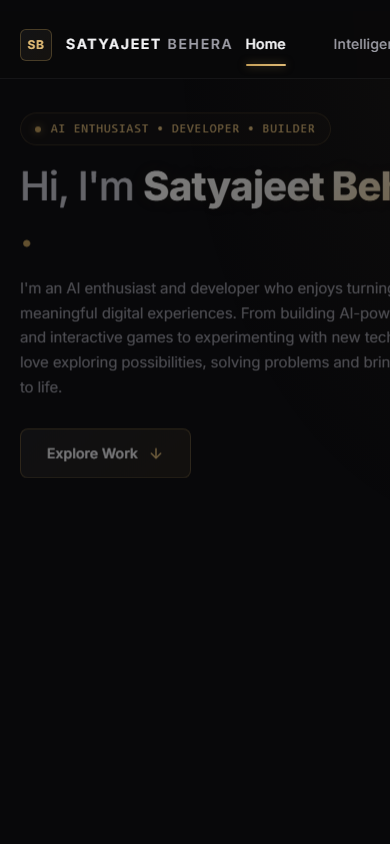 SB SATYAJEET BEHERA Home Intellige
AI ENTHUSIAST • DEVELOPER • BUILDER
Hi, I'm Satyajeet Beh
.
I'm an AI enthusiast and developer who enjoys turning
meaningful digital experiences. From building AI-pow
and interactive games to experimenting with new tech
love exploring possibilities, solving problems and brin
to life.
Explore Work ↓